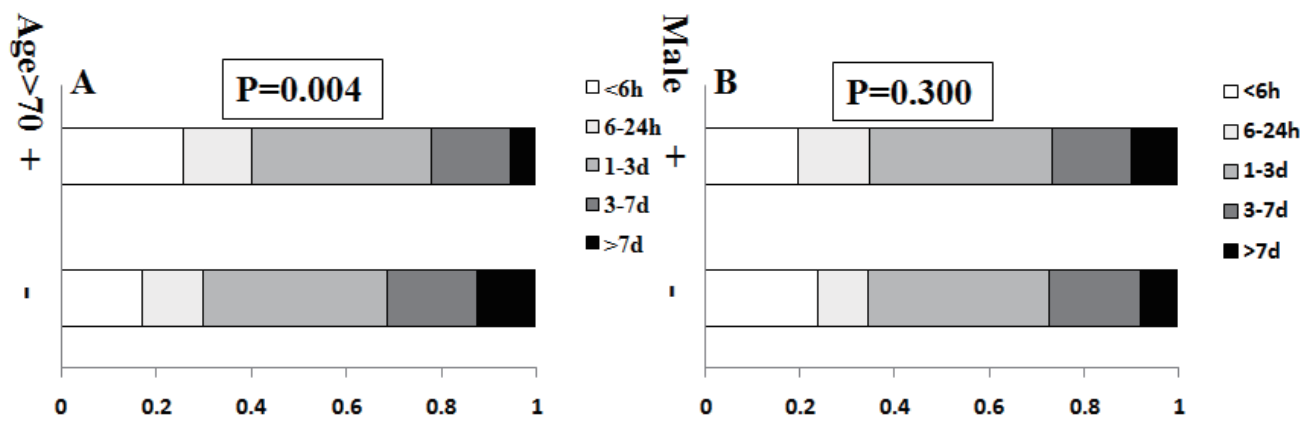 Age>70
+
-
A
P=0.004
<6h
6-24h
1-3d
3-7d
>7d
0 0.2 0.4 0.6 0.8 1
Male
+
-
B
P=0.300
<6h
6-24h
1-3d
3-7d
>7d
0 0.2 0.4 0.6 0.8 1